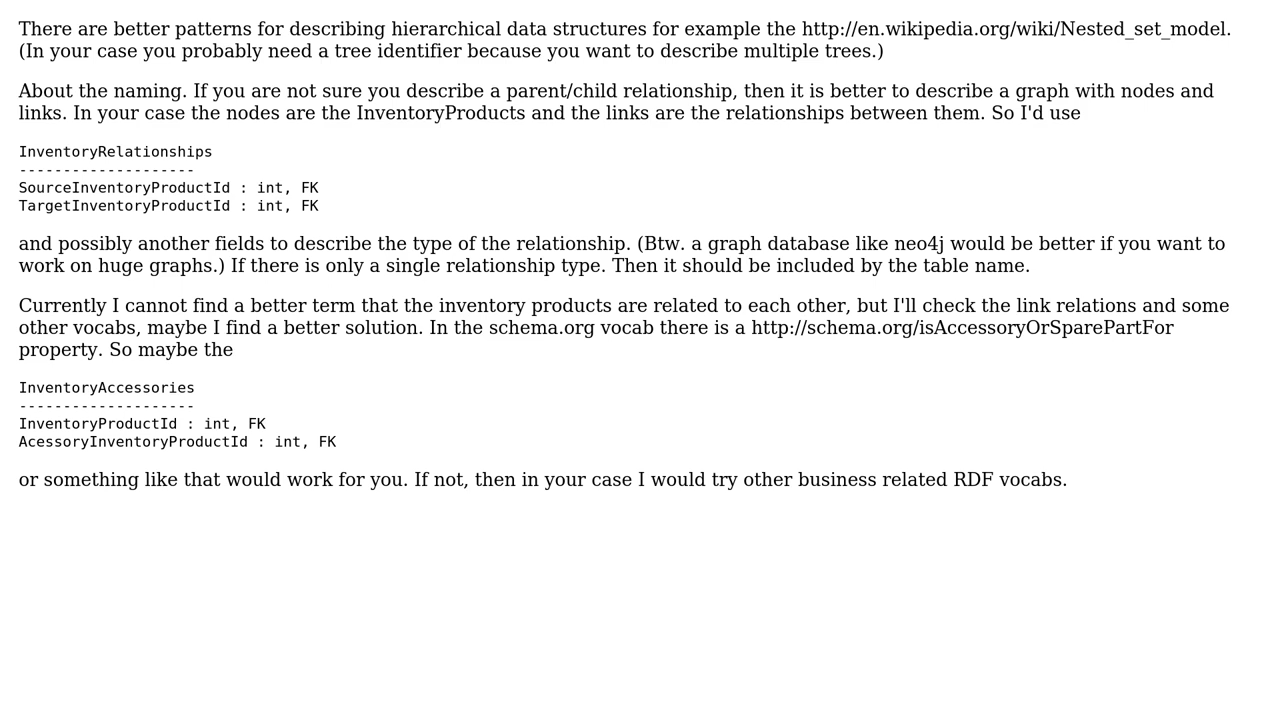 There are better patterns for describing hierarchical data structures for example the http://en.wikipedia.org/wiki/Nested_set_model.
(In your case you probably need a tree identifier because you want to describe multiple trees.)
About the naming. If you are not sure you describe a parent/child relationship, then it is better to describe a graph with nodes and
links. In your case the nodes are the InventoryProducts and the links are the relationships between them. So I'd use
InventoryRelationships
--------------------
SourceInventoryProductId : int, FK
TargetInventoryProductId : int, FK
and possibly another fields to describe the type of the relationship. (Btw. a graph database like neo4j would be better if you want to
work on huge graphs.) If there is only a single relationship type. Then it should be included by the table name.
Currently I cannot find a better term that the inventory products are related to each other, but I'll check the link relations and some
other vocabs, maybe I find a better solution. In the schema.org vocab there is a http://schema.org/isAccessoryOrSparePartFor
property. So maybe the
InventoryAccessories
--------------------
InventoryProductId : int, FK
AcessoryInventoryProductId : int, FK
or something like that would work for you. If not, then in your case I would try other business related RDF vocabs.